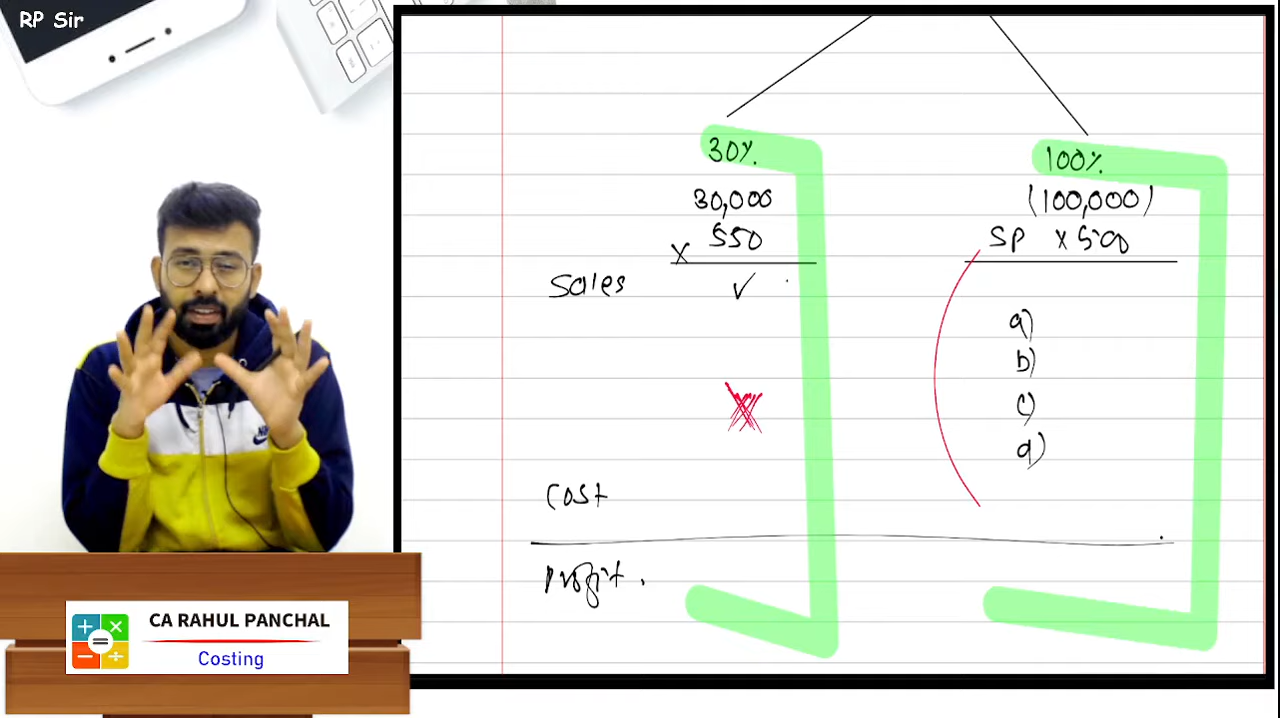 RP Sir
30%
100%
30,000
(100,000)
x 550
SP x 500
Sales ✓
a)
b)
c)
d)
Cost
Profit
CA RAHUL PANCHAL
Costing